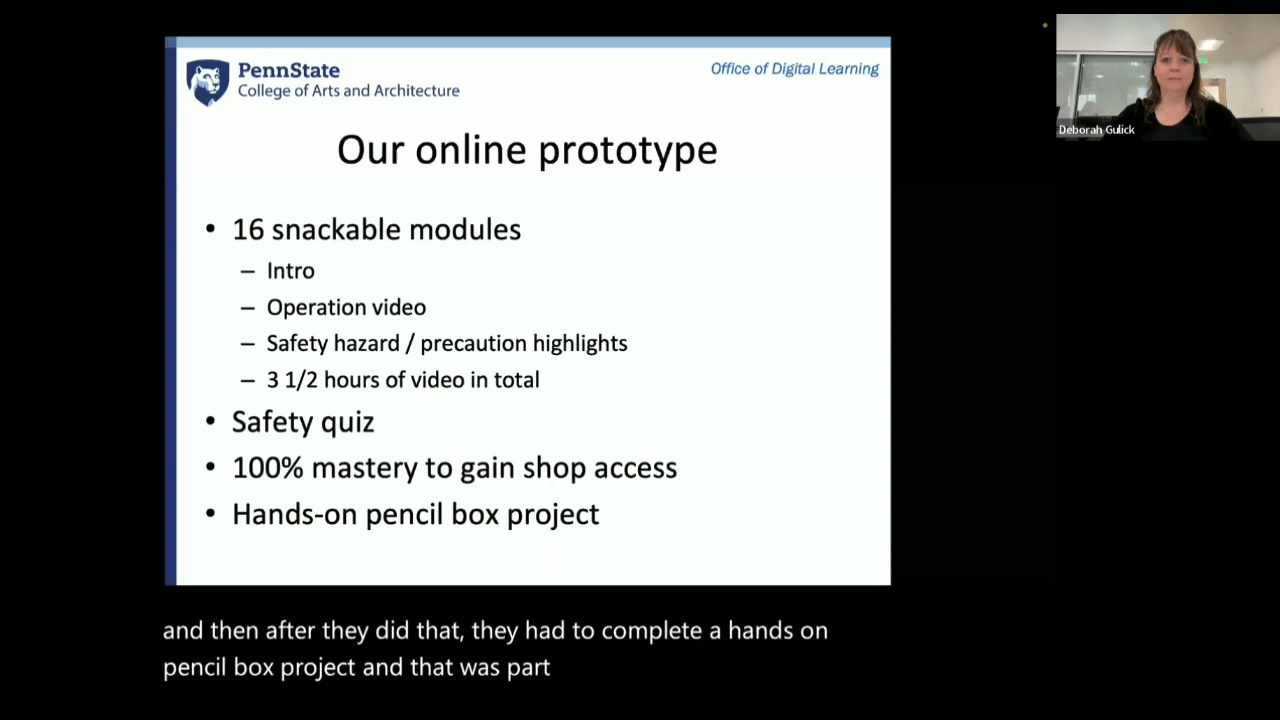 PennState
College of Arts and Architecture
Office of Digital Learning
Deborah Gulick
Our online prototype
• 16 snackable modules
– Intro
– Operation video
– Safety hazard / precaution highlights
– 3 1/2 hours of video in total
• Safety quiz
• 100% mastery to gain shop access
• Hands-on pencil box project
and then after they did that, they had to complete a hands on
pencil box project and that was part